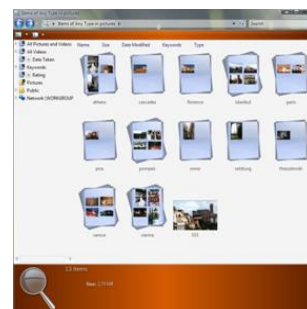 Items of Any Type in pictures
Search
All Pictures and Videos
All Videos
Date Taken
Keywords
Rating
Pictures
Public
Network (WORKGROUP
Name Size Date Modified Keywords Type
athens cascades florence istanbul paris
pisa pompeii rome salzburg thessaloniki
venice vienna
13 items